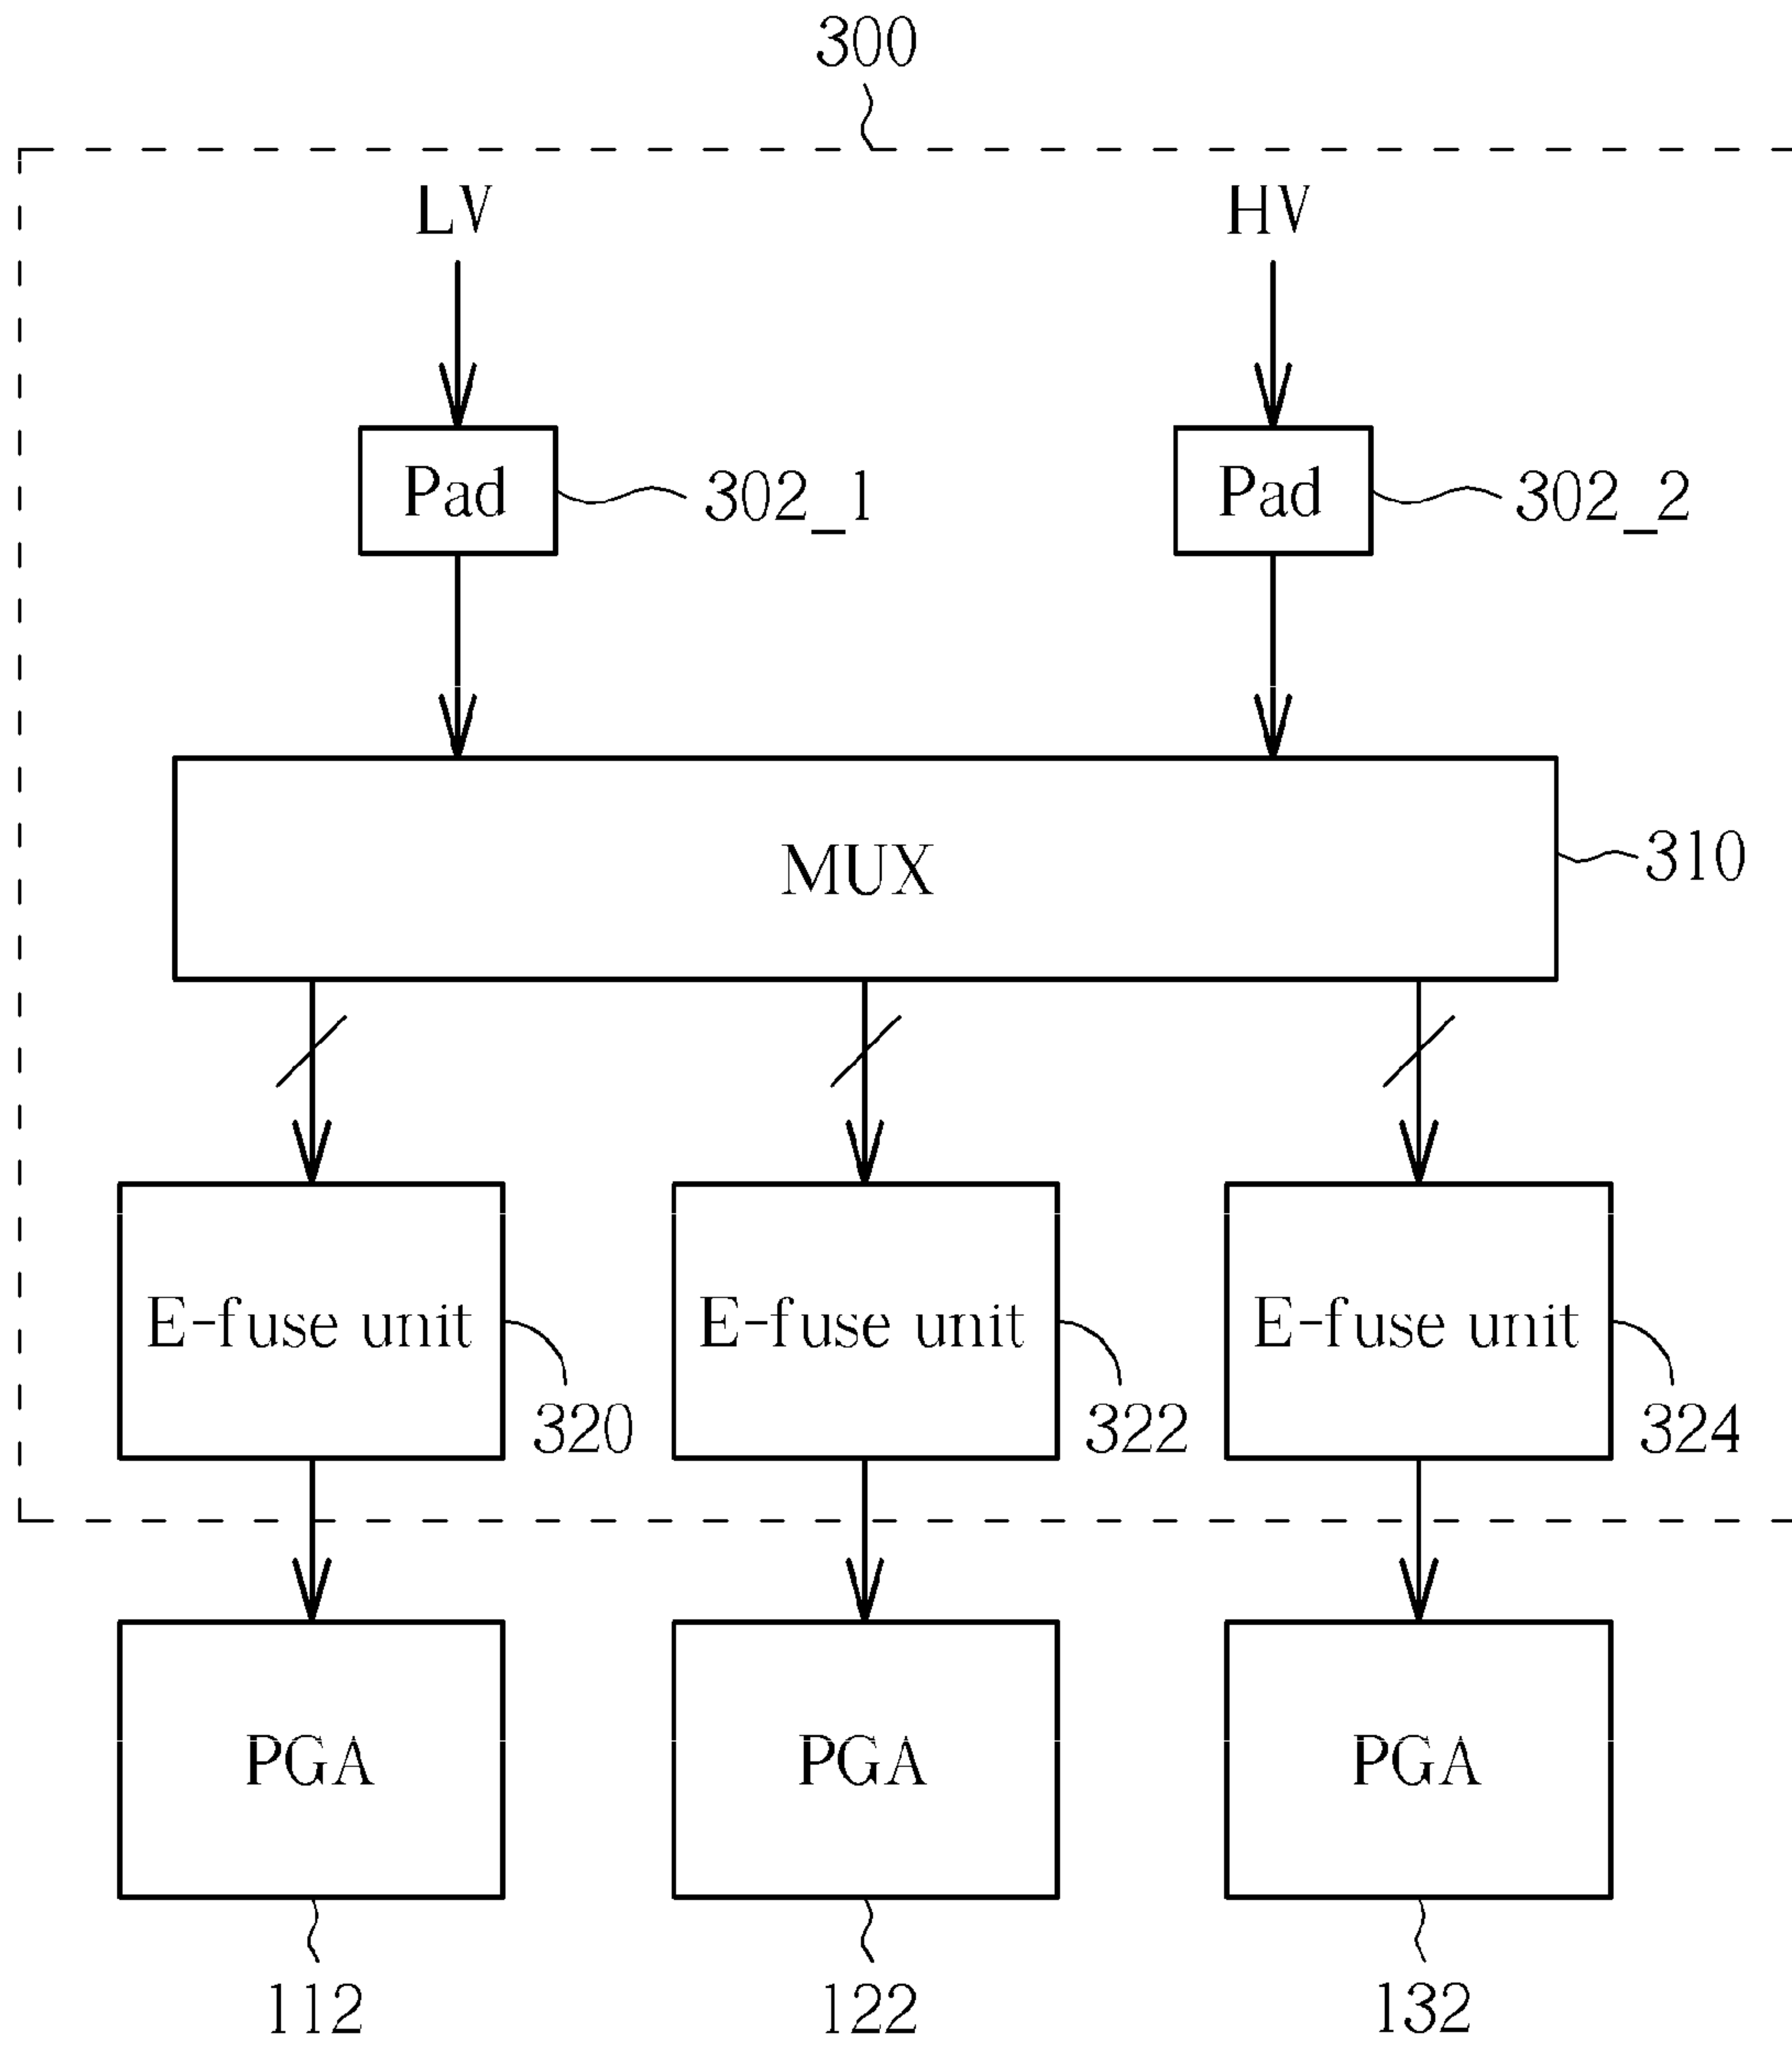 300
LV HV
Pad 302_1 Pad 302_2
MUX 310
E-fuse unit E-fuse unit E-fuse unit
320 322 324
PGA PGA PGA
112 122 132